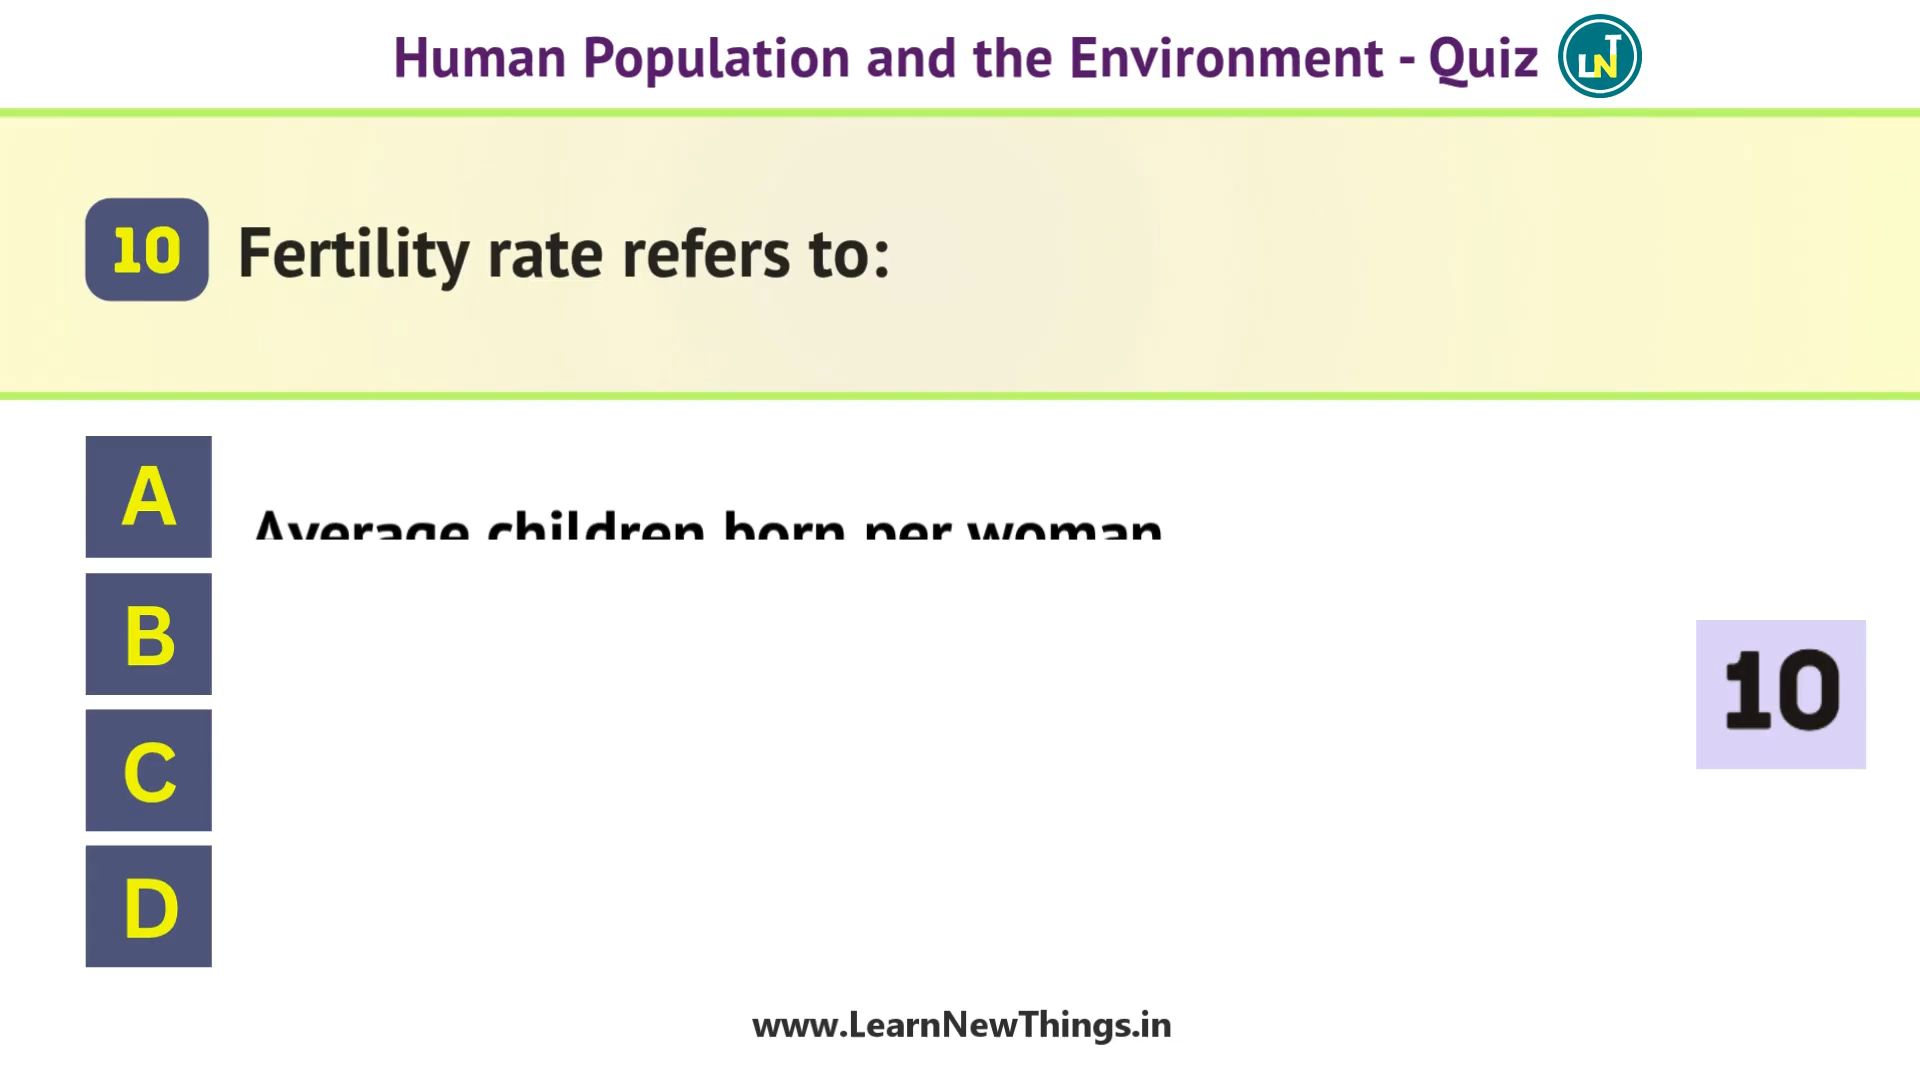 Human Population and the Environment - Quiz
LNT
10 Fertility rate refers to:
A Average children born per woman
B
10
C
D
www.LearnNewThings.in